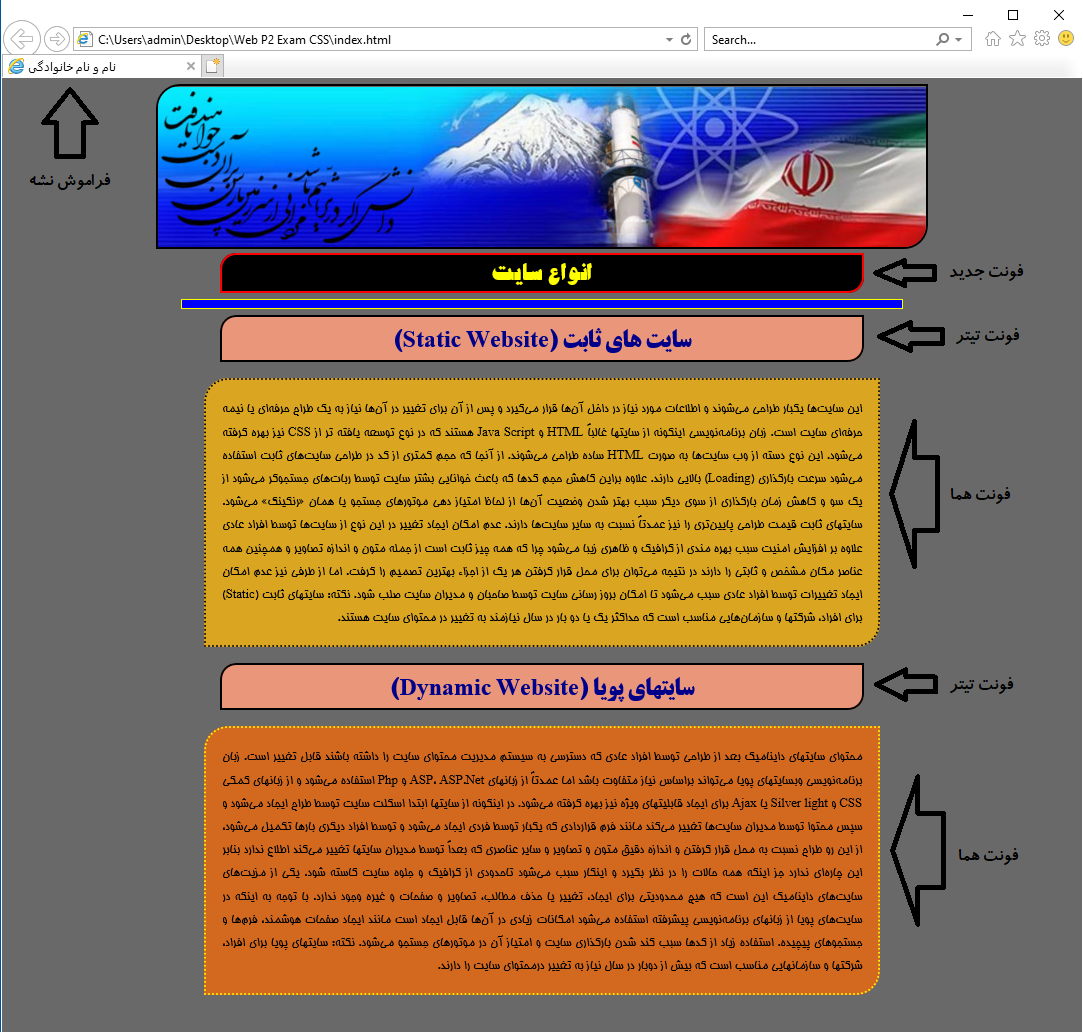 C:\Users\admin\Desktop\Web P2 Exam CSS\index.html
Search...
نام و نام خانوادگی
فراموش نشه
انواع سایت
فونت جدید
سایت های ثابت (Static Website)
فونت تیتر
این سایت‌ها یکبار طراحی می‌شوند و اطلاعات مورد نیاز در داخل آن‌ها قرار می‌گیرد و پس از آن برای تغییر در آن‌ها نیاز به یک طراح حرفه‌ای یا نیمه
حرفه‌ای سایت است. زبان برنامه‌نویسی اینگونه از سایتها غالباً HTML و Java Script هستند که در نوع توسعه یافته تر از CSS نیز بهره گرفته
می‌شود. این نوع دسته از وب سایت‌ها به صورت HTML ساده طراحی می‌شوند. از آنجا که حجم کمتری از کد در طراحی سایت‌های ثابت استفاده
می‌شود سرعت بارگذاری (Loading) بالایی دارند. علاوه براین کاهش حجم کدها که باعث خوانایی بشتر سایت توسط ربات‌های جستجوگر می‌شود از
یک سو و کاهش زمان بارگذاری از سوی دیگر سبب بهتر شدن وضعیت آن‌ها از لحاظ امتیاز دهی موتورهای جستجو یا همان «رنکینگ» می‌شود.
سایتهای ثابت قیمت طراحی پایین‌تری را نیز عمدتاً نسبت به سایر سایت‌ها دارند. عدم امکان ایجاد تغییر در این نوع از سایت‌ها توسط افراد عادی
علاوه بر افزایش امنیت سبب بهره مندی از گرافیک و ظاهری زیبا می‌شود چرا که همه چیز ثابت است از جمله متون و اندازه تصاویر و همچنین همه
عناصر مکان مشخص و ثابتی را دارند در نتیجه می‌توان برای محل قرار گرفتن هر یک از اجزاء بهترین تصمیم را گرفت. اما از طرفی نیز عدم امکان
ایجاد تغییرات توسط افراد عادی سبب می‌شود تا امکان بروز رسانی سایت توسط صاحبان و مدیران سایت صلب شود. نکته: سایتهای ثابت (Static)
برای افراد، شرکتها و سازمان‌هایی مناسب است که حداکثر یک یا دو بار در سال نیازمند به تغییر در محتوای سایت هستند.
فونت هما
سایتهای پویا (Dynamic Website)
فونت تیتر
محتوای سایتهای داینامیک بعد از طراحی توسط افراد عادی که دسترسی به سیستم مدیریت محتوای سایت را داشته باشند قابل تغییر است. زبان
برنامه‌نویسی وبسایتهای پویا می‌تواند براساس نیاز متفاوت باشد اما عمدتاً از زبانهای ASP، ASP.Net و Php استفاده می‌شود و از زبانهای کمکی
CSS و Silver light یا Ajax برای ایجاد قابلیتهای ویژه نیز بهره گرفته می‌شود. در اینگونه از سایتها ابتدا اسکلت سایت توسط طراح ایجاد می‌شود و
سپس محتوا توسط مدیران سایت‌ها تغییر می‌کند مانند فرم قراردادی که یکبار توسط فردی ایجاد می‌شود و توسط افراد دیگری بارها تکمیل می‌شود.
از این رو طراح نسبت به محل قرار گرفتن و اندازه دقیق متون و تصاویر و سایر عناصری که بعداً توسط مدیران سایتها تغییر می‌کند اطلاع ندارد بنابر
این چاره‌ای ندارد جز اینکه همه حالات را در نظر بگیرد و اینکار سبب می‌شود تاحدودی از گرافیک و جلوه سایت کاسته شود. یکی از مزیت‌های
سایت‌های داینامیک این است که هیچ محدودیتی برای ایجاد، تغییر یا حذف مطالب، تصاویر و صفحات و غیره وجود ندارد. با توجه به اینکه در
سایت‌های پویا از زبانهای برنامه‌نویسی پیشرفته استفاده می‌شود امکانات زیادی در آن‌ها قابل ایجاد است مانند ایجاد صفحات هوشمند، فرم‌ها و
جستجوهای پیچیده. استفاده زیاد از کدها سبب کند شدن بارگذاری سایت و امتیاز آن در موتورهای جستجو می‌شود. نکته: سایتهای پویا برای افراد،
شرکتها و سازمانهایی مناسب است که بیش از دوبار در سال نیاز به تغییر درمحتوای سایت را دارند.
فونت هما